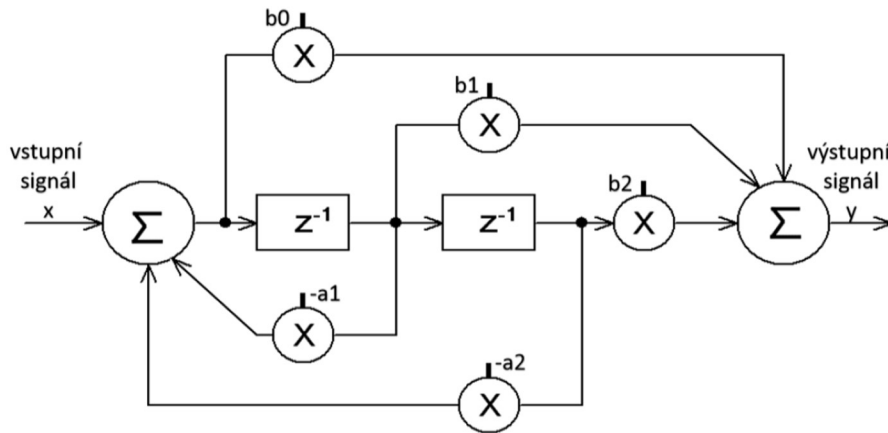 b0
X
b1
X
vstupní
signál
x
výstupní
signál
y
b2
Σ
z⁻¹
z⁻¹
X
Σ
-a1
X
-a2
X